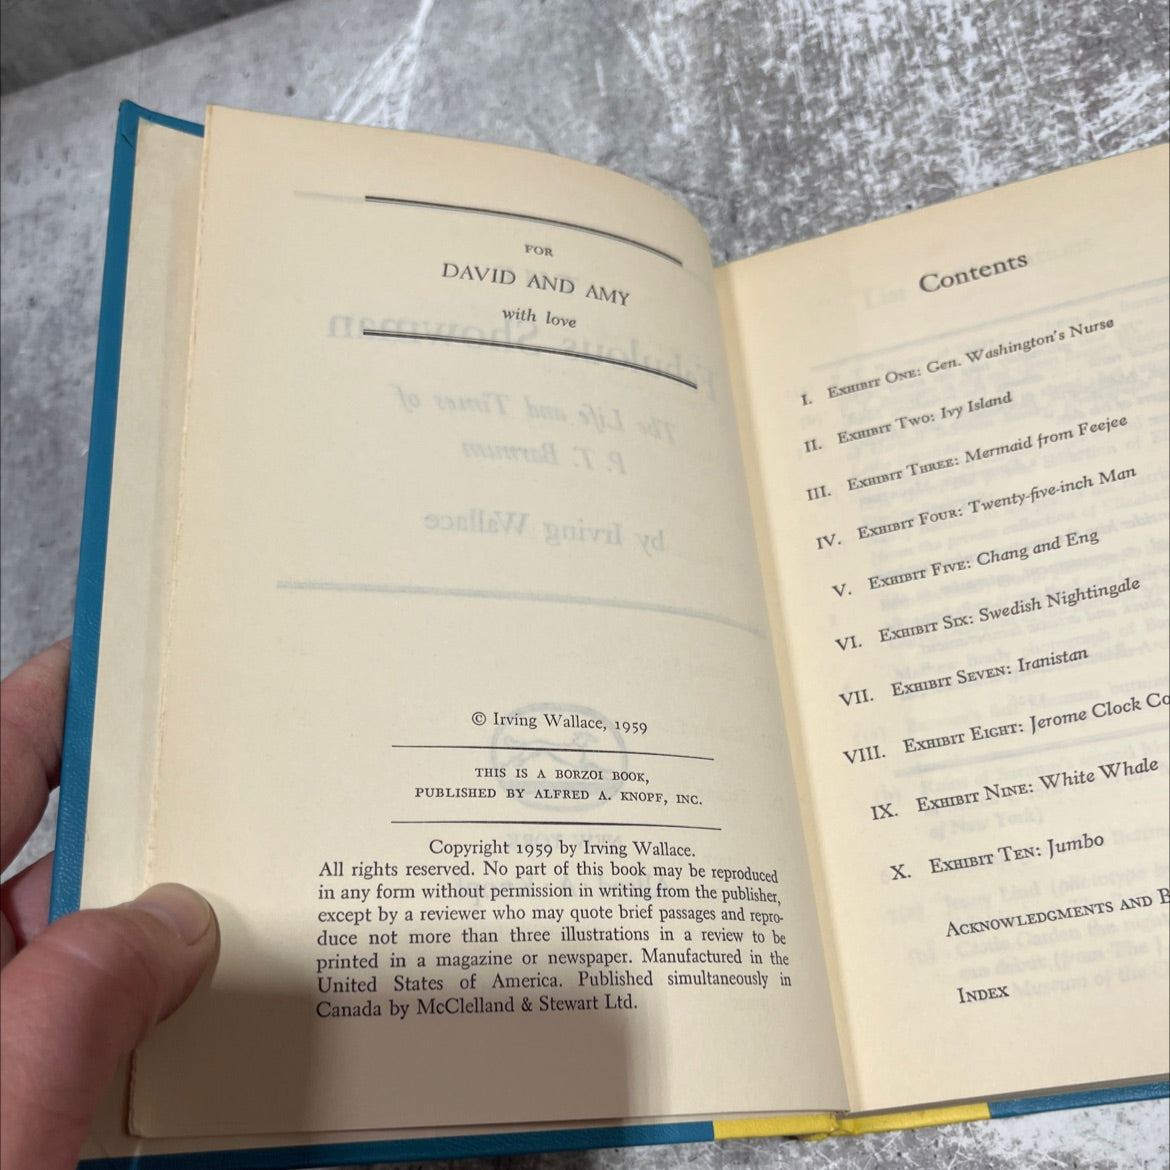 FOR
DAVID AND AMY
with love
© Irving Wallace, 1959
THIS IS A BORZOI BOOK,
PUBLISHED BY ALFRED A. KNOPF, INC.
Copyright 1959 by Irving Wallace.
All rights reserved. No part of this book may be reproduced
in any form without permission in writing from the publisher,
except by a reviewer who may quote brief passages and repro-
duce not more than three illustrations in a review to be
printed in a magazine or newspaper. Manufactured in the
United States of America. Published simultaneously in
Canada by McClelland & Stewart Ltd.
Contents
I. Exhibit One: Gen. Washington's Nurse
II. Exhibit Two: Ivy Island
III. Exhibit Three: Mermaid from Feejee
IV. Exhibit Four: Twenty-five-inch Man
V. Exhibit Five: Chang and Eng
VI. Exhibit Six: Swedish Nightingale
VII. Exhibit Seven: Iranistan
VIII. Exhibit Eight: Jerome Clock Co
IX. Exhibit Nine: White Whale
X. Exhibit Ten: Jumbo
Acknowledgments and B
Index